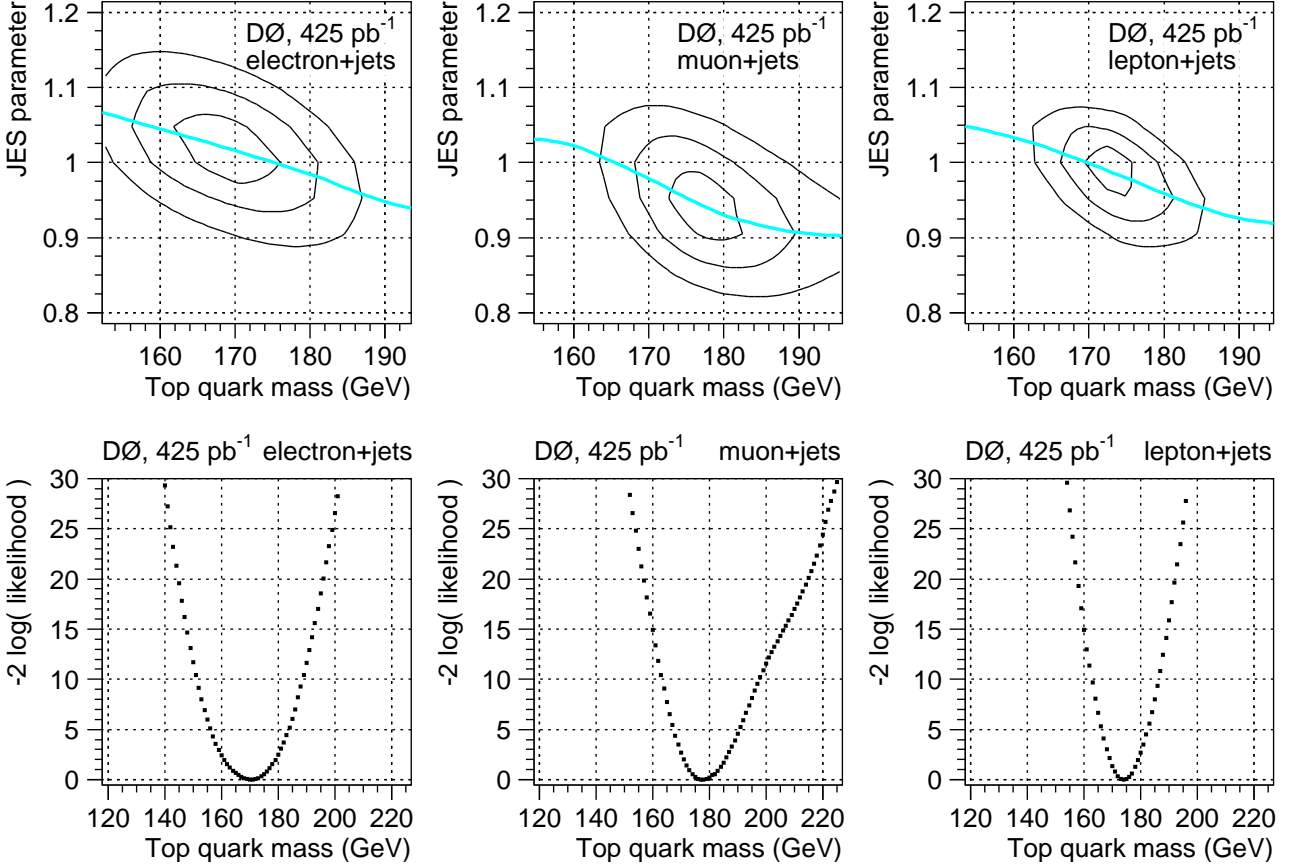 JES parameter
1.2
1.1
1
0.9
0.8
DØ, 425 pb-1
electron+jets
160 170 180 190
Top quark mass (GeV)
JES parameter
1.2
1.1
1
0.9
0.8
DØ, 425 pb-1
muon+jets
160 170 180 190
Top quark mass (GeV)
JES parameter
1.2
1.1
1
0.9
0.8
DØ, 425 pb-1
lepton+jets
160 170 180 190
Top quark mass (GeV)
DØ, 425 pb-1 electron+jets
-2 log( likelihood )
30
25
20
15
10
5
0
120 140 160 180 200 220
Top quark mass (GeV)
DØ, 425 pb-1 muon+jets
-2 log( likelihood )
30
25
20
15
10
5
0
120 140 160 180 200 220
Top quark mass (GeV)
DØ, 425 pb-1 lepton+jets
-2 log( likelihood )
30
25
20
15
10
5
0
120 140 160 180 200 220
Top quark mass (GeV)